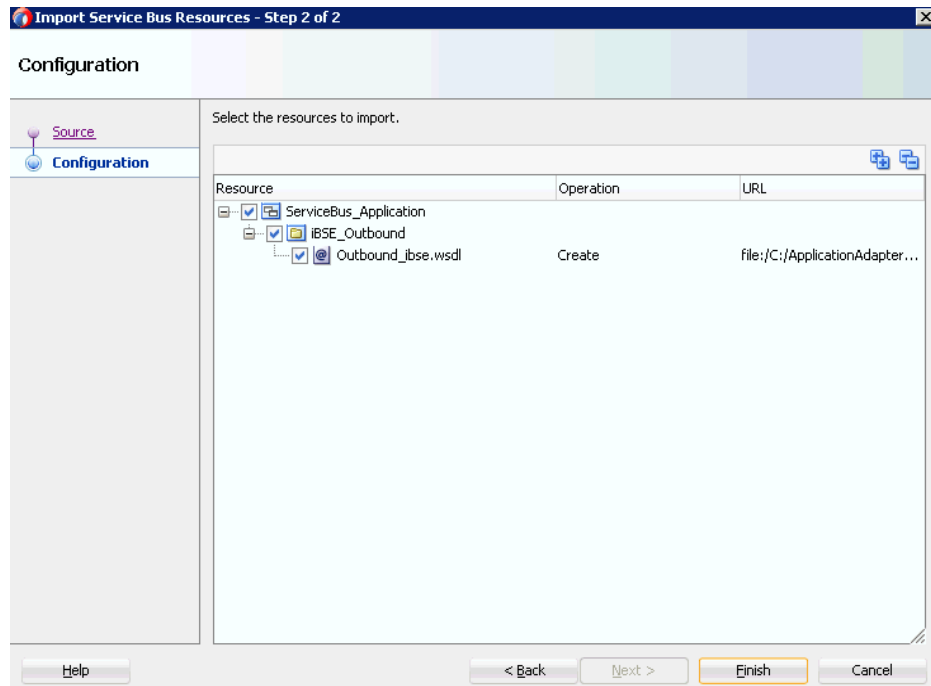 Import Service Bus Resources - Step 2 of 2
Configuration
Source
Configuration
Select the resources to import.
Resource Operation URL
ServiceBus_Application
iBSE_Outbound
Outbound_ibse.wsdl Create file:/C:/ApplicationAdapter...
Help < Back Next > Finish Cancel